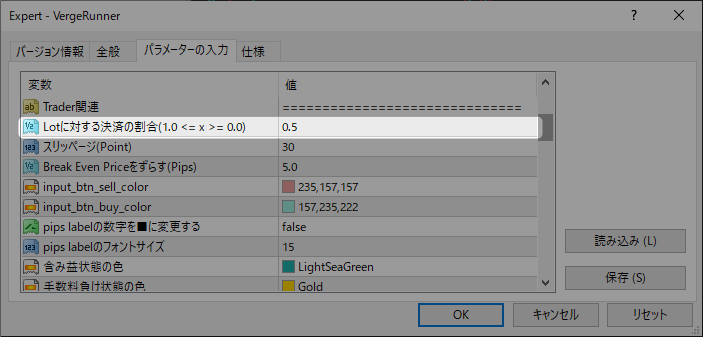 Expert - VergeRunner
? ×
バージョン情報 全般 パラメーターの入力 仕様
変数 値
ab Trader関連 ==============================
1/2 Lotに対する決済の割合(1.0 <= x >= 0.0) 0.5
123 スリッページ(Point) 30
1/2 Break Even Priceをずらす(Pips) 5.0
input_btn_sell_color 235,157,157
input_btn_buy_color 157,235,222
pips labelの数字を■に変更する false
123 pips labelのフォントサイズ 15
含み益状態の色 LightSeaGreen
手数料負け状態の色 Gold
読み込み (L)
保存 (S)
OK キャンセル リセット